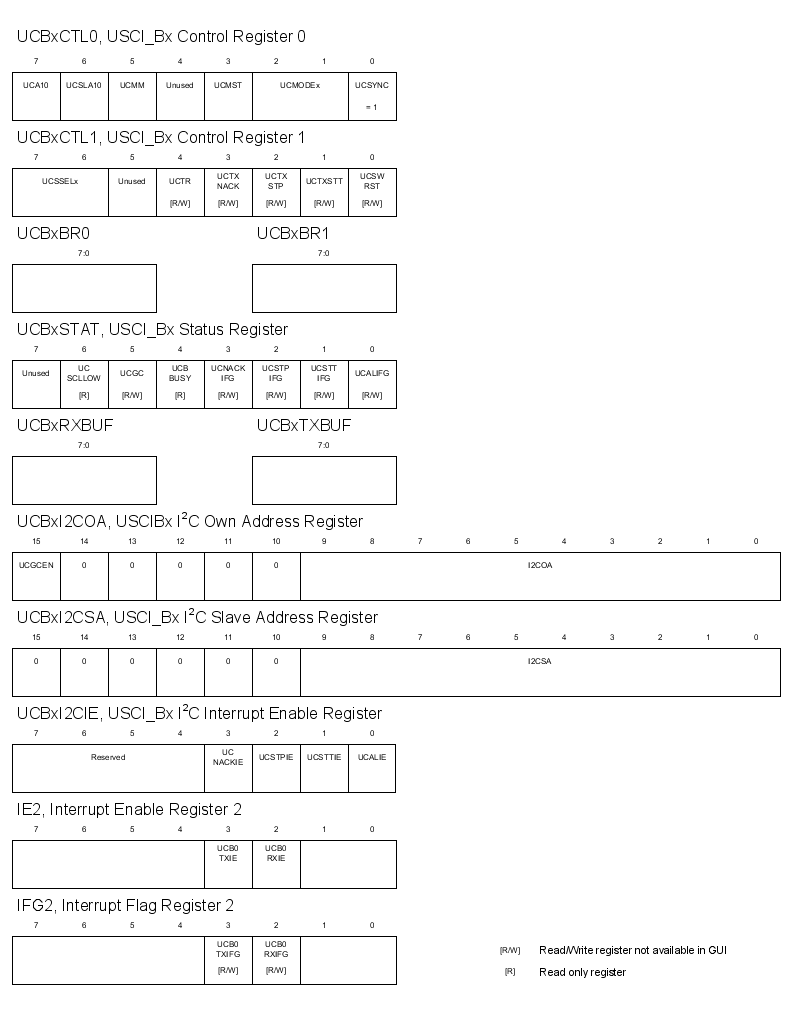 UCBxCTL0, USCI_Bx Control Register 0
7 6 5 4 3 2 1 0
UCA10 UCSLA10 UCMM Unused UCMST UCMODEx UCSYNC
= 1
UCBxCTL1, USCI_Bx Control Register 1
7 6 5 4 3 2 1 0
UCSSELx Unused UCTR UCTX NACK UCTX STP UCTXSTT UCSW RST
[R/W] [R/W] [R/W] [R/W] [R/W]
UCBxBR0 UCBxBR1
7:0 7:0
UCBxSTAT, USCI_Bx Status Register
7 6 5 4 3 2 1 0
Unused UC SCLLOW UCGC UCB BUSY UCNACK IFG UCSTP IFG UCSTT IFG UCALIFG
[R] [R/W] [R] [R/W] [R/W] [R/W] [R/W]
UCBxRXBUF UCBxTXBUF
7:0 7:0
UCBxI2COA, USCIBx I²C Own Address Register
15 14 13 12 11 10 9 8 7 6 5 4 3 2 1 0
UCGCEN 0 0 0 0 0 I2COA
UCBxI2CSA, USCI_Bx I²C Slave Address Register
15 14 13 12 11 10 9 8 7 6 5 4 3 2 1 0
0 0 0 0 0 0 I2CSA
UCBxI2CIE, USCI_Bx I²C Interrupt Enable Register
7 6 5 4 3 2 1 0
Reserved UC NACKIE UCSTPIE UCSTTIE UCALIE
IE2, Interrupt Enable Register 2
7 6 5 4 3 2 1 0
UCB0 TXIE UCB0 RXIE
IFG2, Interrupt Flag Register 2
7 6 5 4 3 2 1 0
UCB0 TXIFG UCB0 RXIFG
[R/W] [R/W]
[R/W] Read/Write register not available in GUI
[R] Read only register